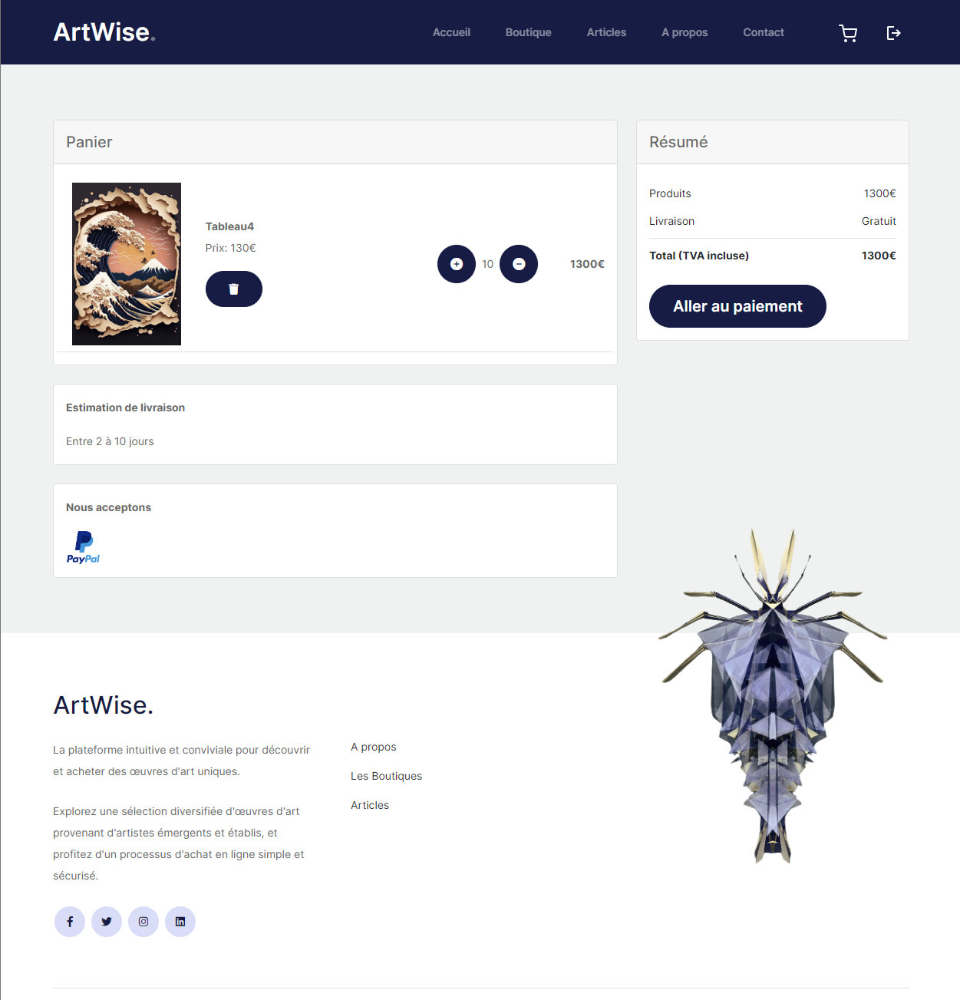 ArtWise.
Accueil Boutique Articles A propos Contact
Panier
Tableau4
Prix: 130€
10
1300€
Résumé
Produits 1300€
Livraison Gratuit
Total (TVA incluse) 1300€
Aller au paiement
Estimation de livraison
Entre 2 à 10 jours
Nous acceptons
PayPal
ArtWise.
La plateforme intuitive et conviviale pour découvrir
et acheter des œuvres d'art uniques.
Explorez une sélection diversifiée d'œuvres d'art
provenant d'artistes émergents et établis, et
profitez d'un processus d'achat en ligne simple et
sécurisé.
A propos
Les Boutiques
Articles